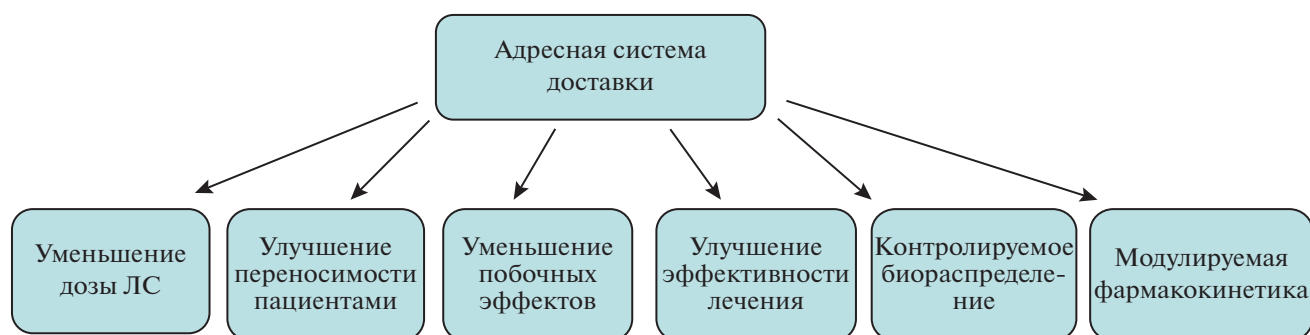 Адресная система
доставки
Уменьшение
дозы ЛС
Улучшение
переносимости
пациентами
Уменьшение
побочных
эффектов
Улучшение
эффективности
лечения
Контролируемое
биораспределе-
ние
Модулируемая
фармакокинетика